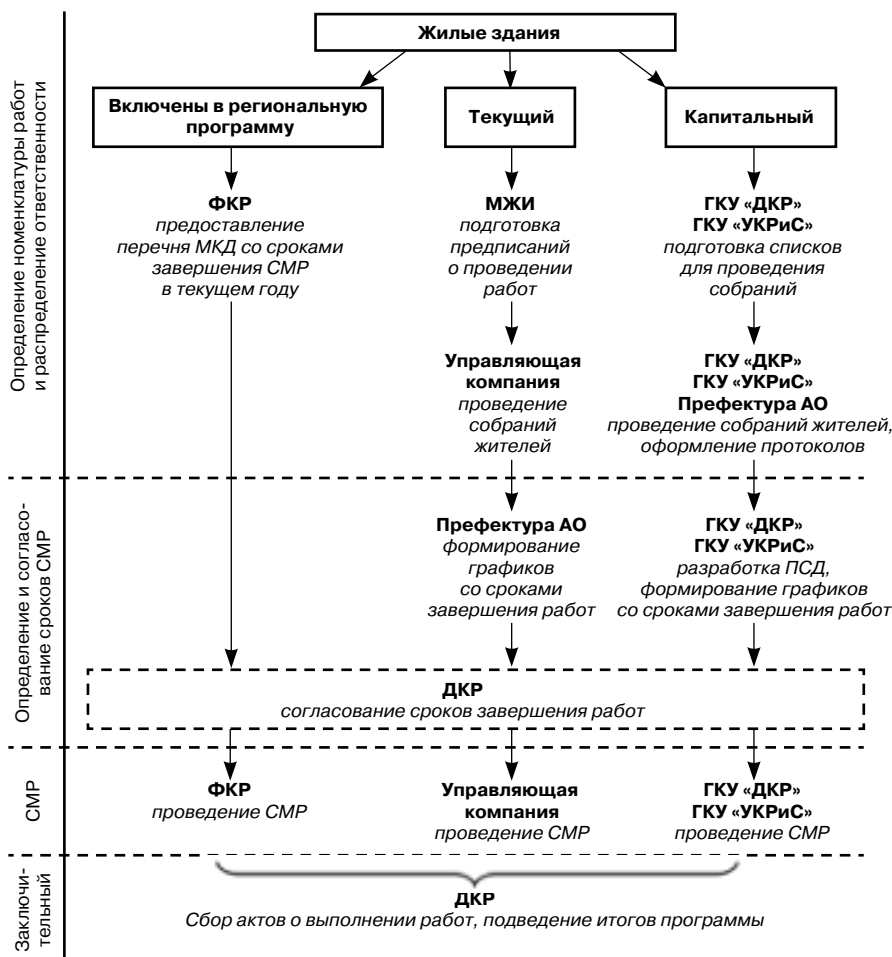 Жилые здания
Включены в региональную
программу
Текущий
Капитальный
Определение номенклатуры работ
и распределение ответственности
ФКР
предоставление
перечня МКД со сроками
завершения СМР
в текущем году
МЖИ
подготовка
предписаний
о проведении
работ
ГКУ «ДКР»
ГКУ «УКРиС»
подготовка списков
для проведения
собраний
Управляющая
компания
проведение
собраний
жителей
ГКУ «ДКР»
ГКУ «УКРиС»
Префектура АО
проведение собраний жителей,
оформление протоколов
Определение и согласо-
вание сроков СМР
Префектура АО
формирование
графиков
со сроками
завершения работ
ГКУ «ДКР»
ГКУ «УКРиС»
разработка ПСД,
формирование графиков
со сроками завершения работ
ДКР
согласование сроков завершения работ
СМР
ФКР
проведение СМР
Управляющая
компания
проведение СМР
ГКУ «ДКР»
ГКУ «УКРиС»
проведение СМР
Заключи-
тельный
ДКР
Сбор актов о выполнении работ, подведение итогов программы